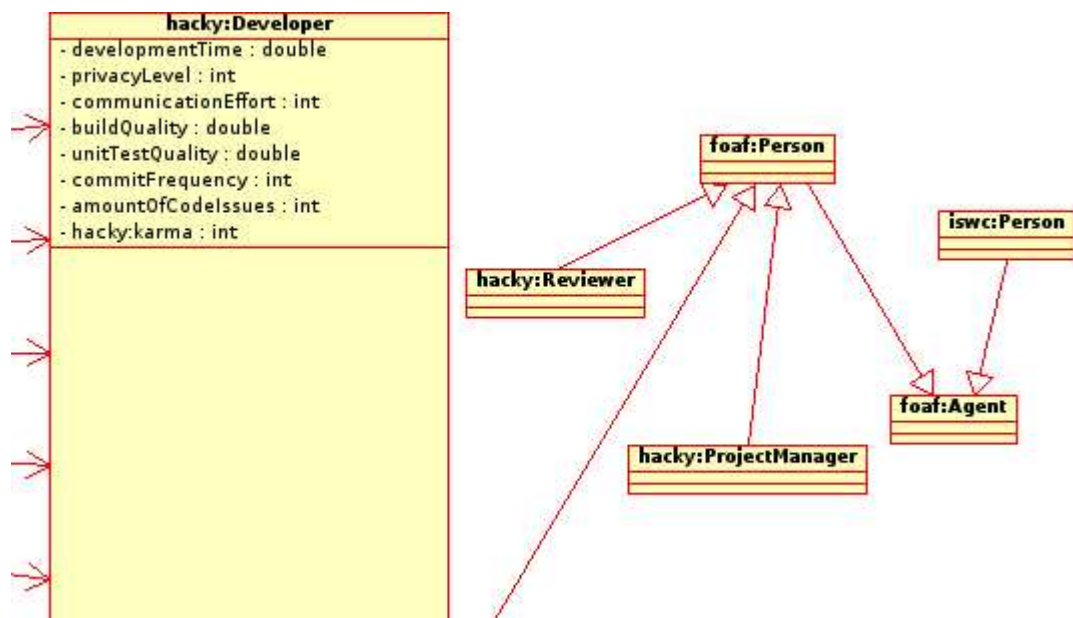 hacky:Developer
- developmentTime : double
- privacyLevel : int
- communicationEffort : int
- buildQuality : double
- unitTestQuality : double
- commitFrequency : int
- amountOfCodeIssues : int
- hacky:karma : int
foaf:Person
iswc:Person
hacky:Reviewer
foaf:Agent
hacky:ProjectManager